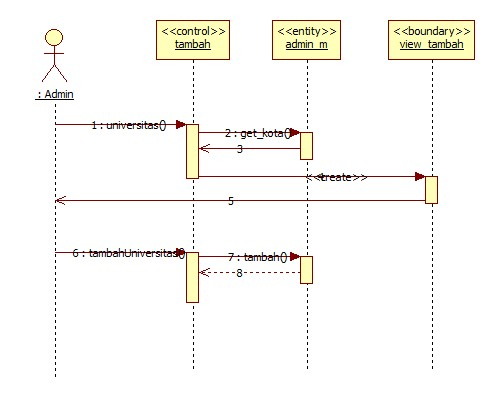 <<control>>
tambah
<<entity>>
admin_m
<<boundary>>
view_tambah
: Admin
1 : universitas()
2 : get_kota()
3
<<create>>
5
6 : tambahUniversitas()
7 : tambah()
8